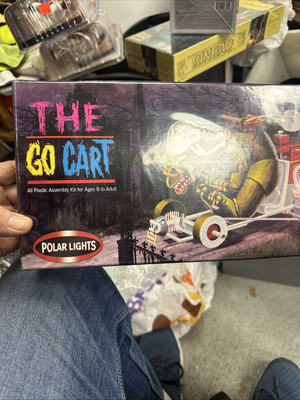 THE
GO CART
All Plastic Assembly Kit for Ages 8 to Adult
POLAR LIGHTS